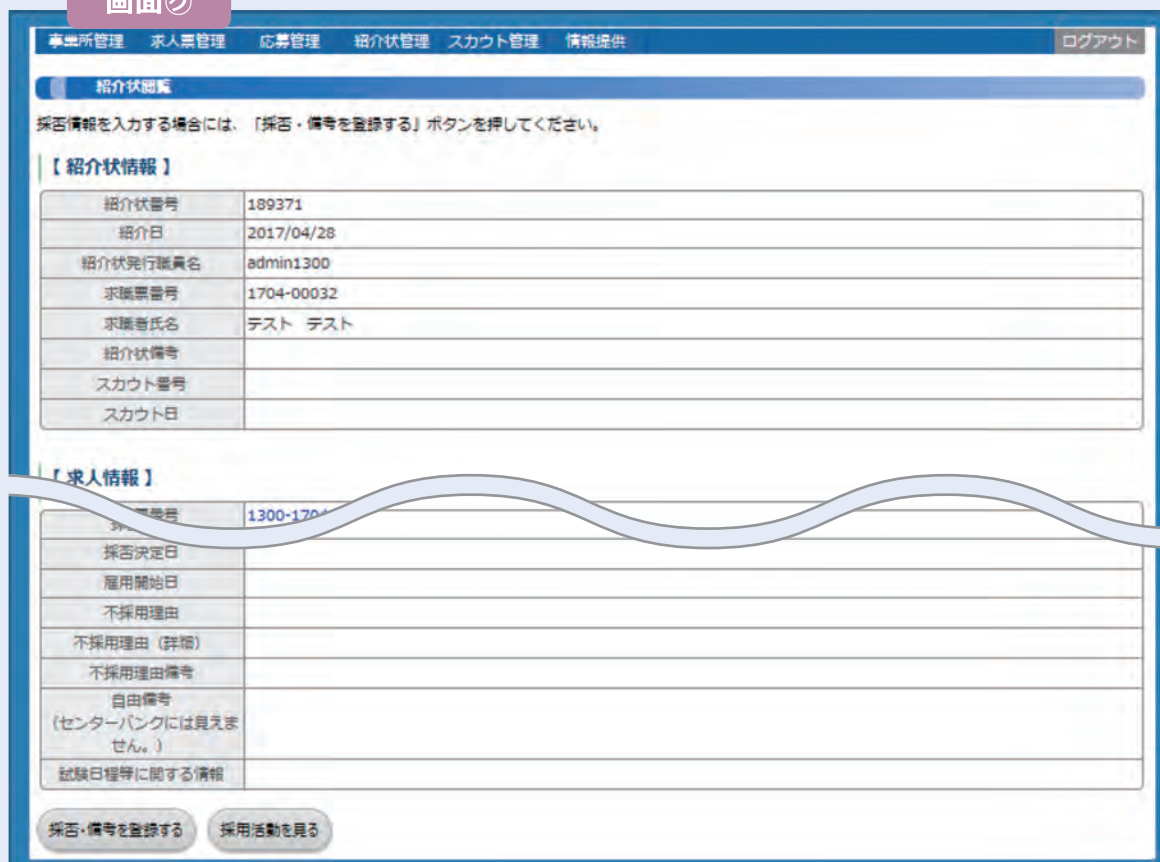 画面㋗
事業所管理 求人票管理 応募管理 紹介状管理 スカウト管理 情報提供 ログアウト
紹介状閲覧
採否情報を入力する場合には、「採否・備考を登録する」ボタンを押してください。
【 紹介状情報 】
紹介状番号 189371
紹介日 2017/04/28
紹介状発行職員名 admin1300
求職票番号 1704-00032
求職者氏名 テスト テスト
紹介状備考
スカウト番号
スカウト日
【 求人情報 】
番号 1300-1704
採否決定日
雇用開始日
不採用理由
不採用理由（詳細）
不採用理由備考
自由備考
（センターバンクには見えま
せん。）
試験日程等に関する情報
採否・備考を登録する 採用活動を見る